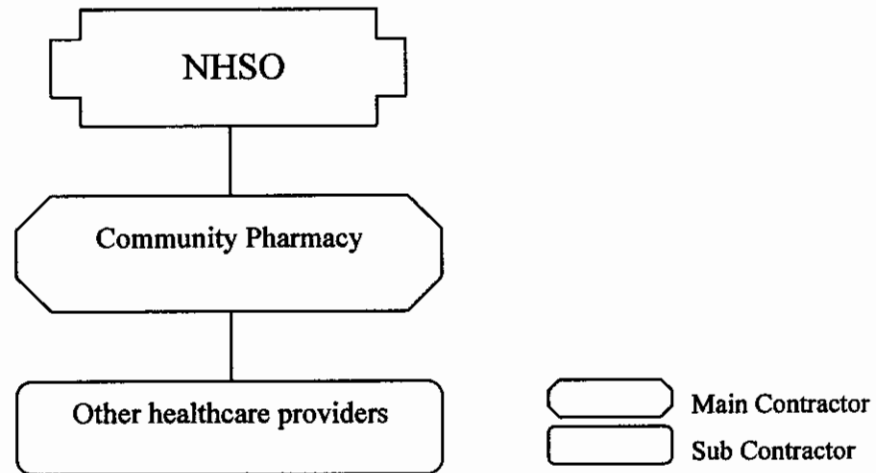 NHSO
Community Pharmacy
Other healthcare providers
Main Contractor
Sub Contractor